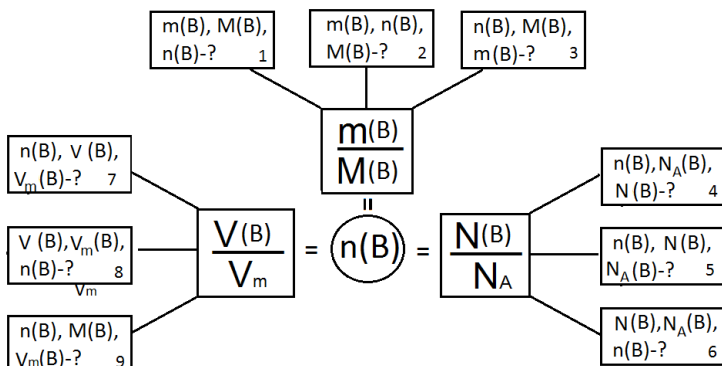 m(B), M(B),
n(B)-? 1
m(B), n(B),
M(B)-? 2
n(B), M(B),
m(B)-? 3
m(B)
M(B)
=
n(B), V (B),
Vm(B)-? 7
V (B),Vm(B),
n(B)-? 8
Vm
n(B), M(B),
Vm(B)-? 9
V(B)
Vm
=
n(B)
=
N(B)
NA
n(B),NA(B),
N(B)-? 4
n(B), N(B),
NA(B)-? 5
N(B),NA(B),
n(B)-? 6